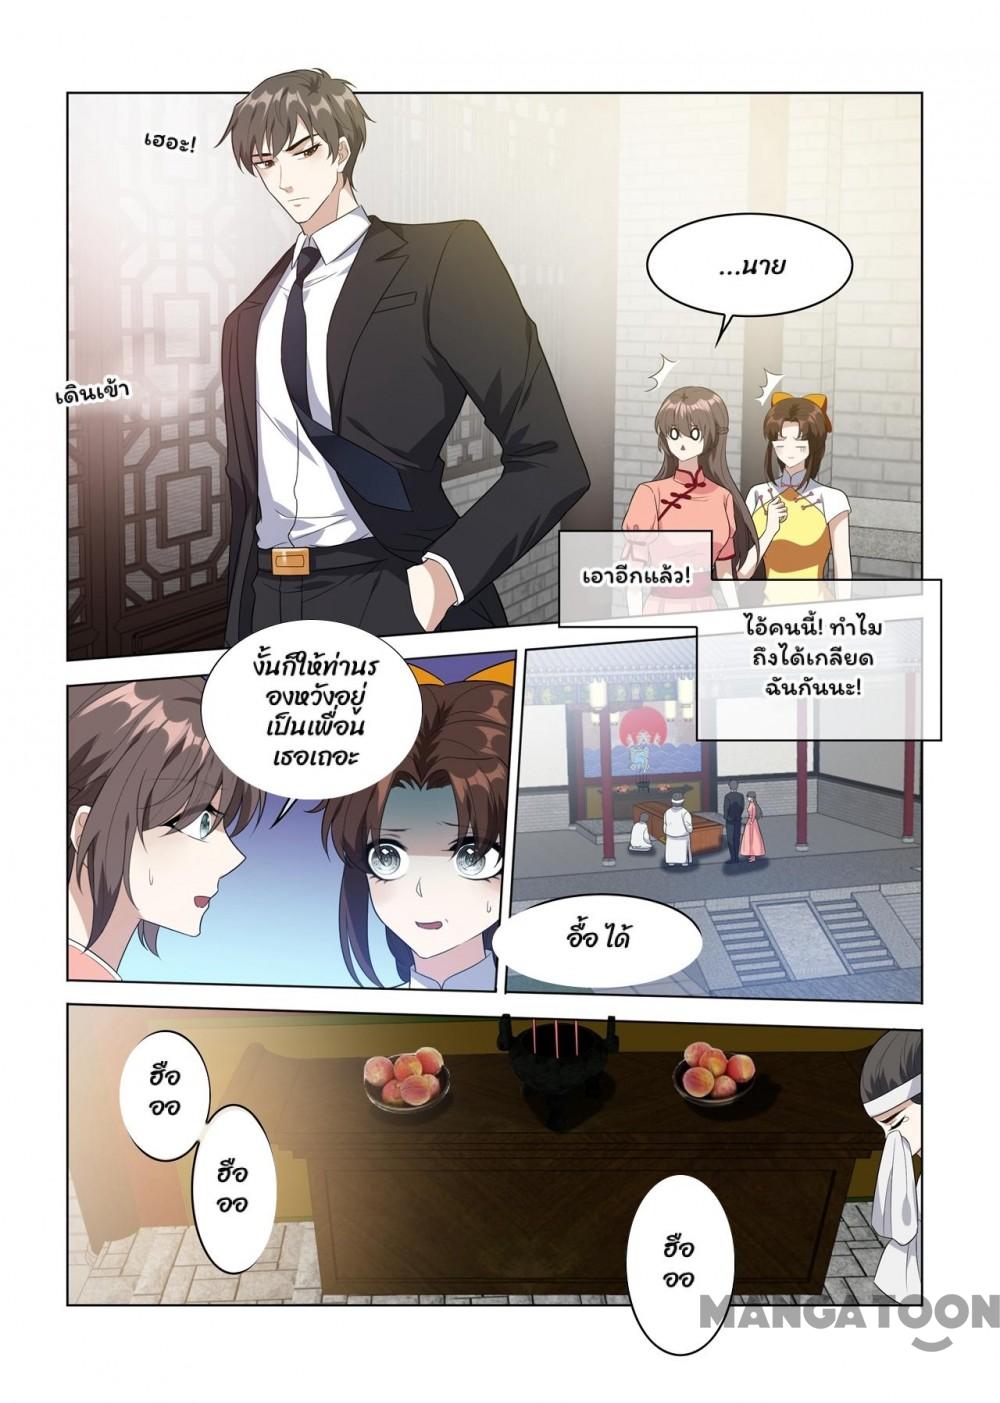 เฮอะ!
...นาย
เดินเข้า
เอาอีกแล้ว!
ไอ้คนนี้! ทำไม
ถึงได้เกลียด
ฉันกันนะ!
งั้นก็ให้ท่านร
องหวังอยู่
เป็นเพื่อน
เธอเถอะ
อื้อ ได้
ฮือ
ออ
ฮือ
ออ
ฮือ
ออ
MANGATOON